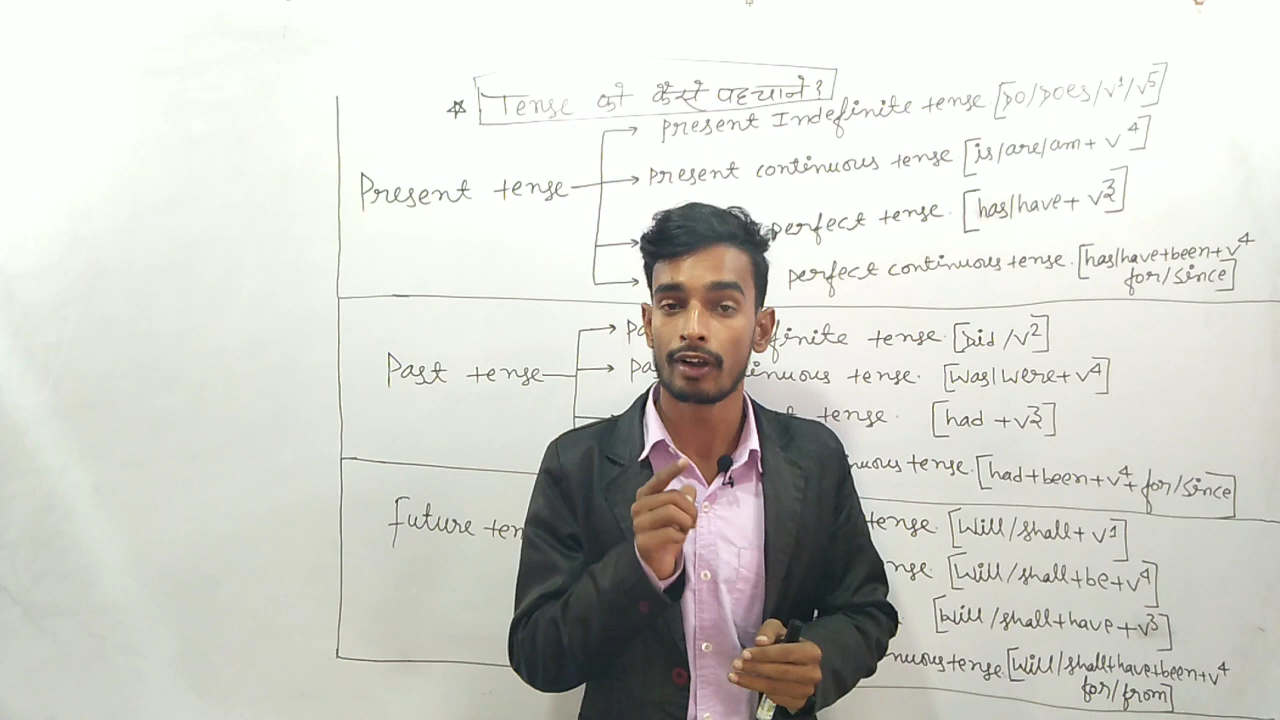 * Tense को कैसे पहचाने?
Present tense
Present Indefinite tense. [Do/Does/V1/V5]
Present continuous tense [is/are/am+ V4]
perfect tense. [has/have+ V3]
perfect continuous tense. [has/have+been+V4
for/since]
Past tense
finite tense. [Did/V2]
tense. [was/were+V4]
tense. [had +V3]
tense. [had+been+V4+ for/since]
future
tense. [will/shall+ V1]
[will/shall+be+V4]
[will/shall+have+V3]
tense. [will/shall+have+been+V4
for/from]